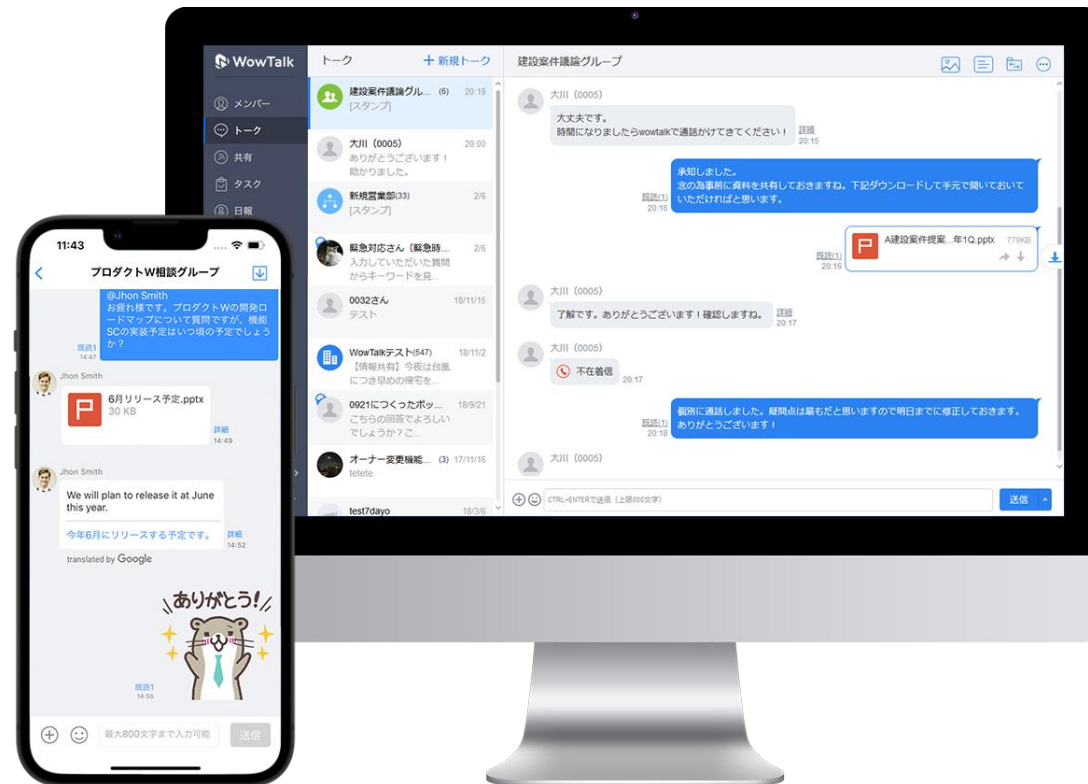 WowTalk
メンバー
トーク
共有
タスク
日報
トーク
+ 新規トーク
建設案件議論グル... (6) 20:18
[スタンプ]
大川 (0005) 20:00
ありがとうございます！
助かりました。
新規営業部(33) 2/6
[スタンプ]
緊急対応さん（緊急時... 2/6
入力していただいた質問
からキーワードを見...
0032さん 18/11/15
テスト
WowTalkテスト(547) 18/11/2
【情報共有】今夜は台風
につき早めの帰宅を...
0921につくったボッ... 18/9/21
こちらの回答でよろしい
でしょうか？こ...
オーナー変更機能... (3) 17/11/16
tetete
test7dayo 18/3/6
建設案件議論グループ
大川 (0005)
大丈夫です。
時間になりましたらwowtalkで通話かけてきてください！
詳細
20:15
承知しました。
念の為事前に資料を共有しておきますね。下記ダウンロードして手元で開いておいて
いただければと思います。
既読(1)
20:16
A建設案件提案...年1Q.pptx 779KB
既読(1)
20:16
大川 (0005)
了解です。ありがとうございます！確認しますね。
詳細
20:17
大川 (0005)
不在着信
20:17
個別に通話しました。疑問点は最もだと思いますので明日までに修正しておきます。
ありがとうございます！
既読(1)
20:18
大川 (0005)
CTRL+ENTERで送信（上限800文字）
送信
11:43
プロダクトW相談グループ
@Jhon Smith
お疲れ様です。プロダクトWの開発ロ
ードマップについて質問ですが、機能
SCの実装予定はいつ頃の予定でしょう
か？
既読1
14:47
Jhon Smith
P
6月リリース予定.pptx
30 KB
詳細
14:49
Jhon Smith
We will plan to release it at June
this year.
今年6月にリリースする予定です。
詳細
14:52
translated by Google
ありがとう!
既読1
14:56
最大800文字まで入力可能
送信